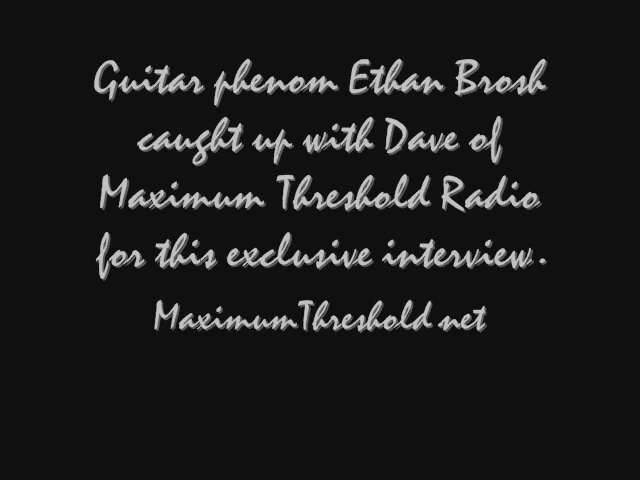 Guitar phenom Ethan Brosh
caught up with Dave of
Maximum Threshold Radio
for this exclusive interview.
MaximumThreshold.net